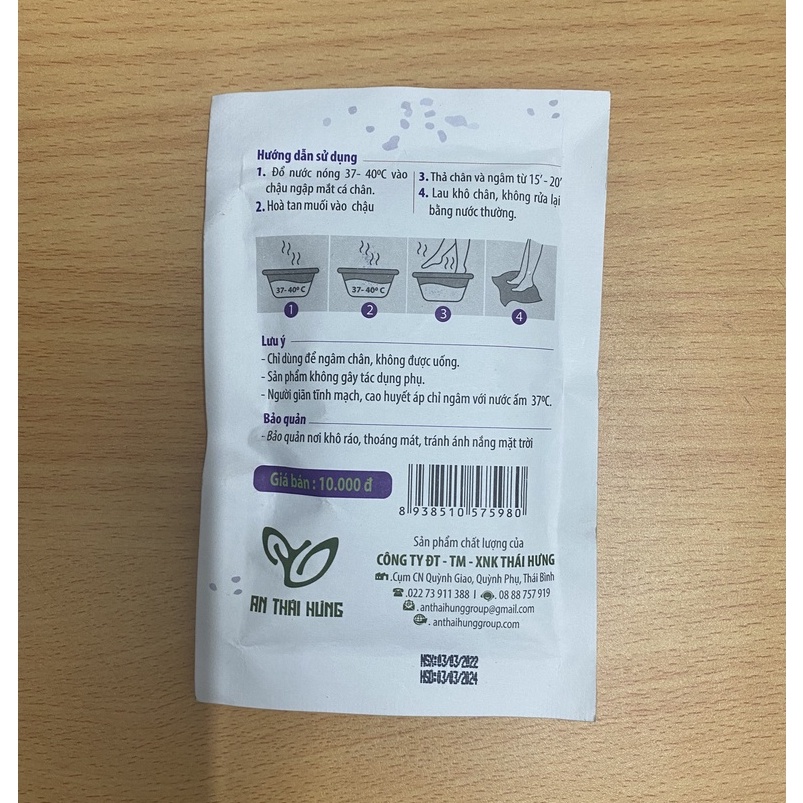 Hướng dẫn sử dụng
1. Đổ nước nóng 37- 40ºC vào
chậu ngập mắt cá chân.
2. Hoà tan muối vào chậu
3. Thả chân và ngâm từ 15' - 20'
4. Lau khô chân, không rửa lại
bằng nước thường.
37- 40º C
37- 40º C
1
2
3
4
Lưu ý
- Chỉ dùng để ngâm chân, không được uống.
- Sản phẩm không gây tác dụng phụ.
- Người giãn tĩnh mạch, cao huyết áp chỉ ngâm với nước ấm 37ºC.
Bảo quản
- Bảo quản nơi khô ráo, thoáng mát, tránh ánh nắng mặt trời
Giá bán : 10.000 đ
8 938510 575980
AN THÁI HƯNG
Sản phẩm chất lượng của
CÔNG TY ĐT - TM - XNK THÁI HƯNG
.Cụm CN Quỳnh Giao, Quỳnh Phụ, Thái Bình
.022 73 911 388 I . 08 88 757 919
. anthaihunggroup@gmail.com
. anthaihunggroup.com
NSX:03/03/2022
HSD:03/03/2024